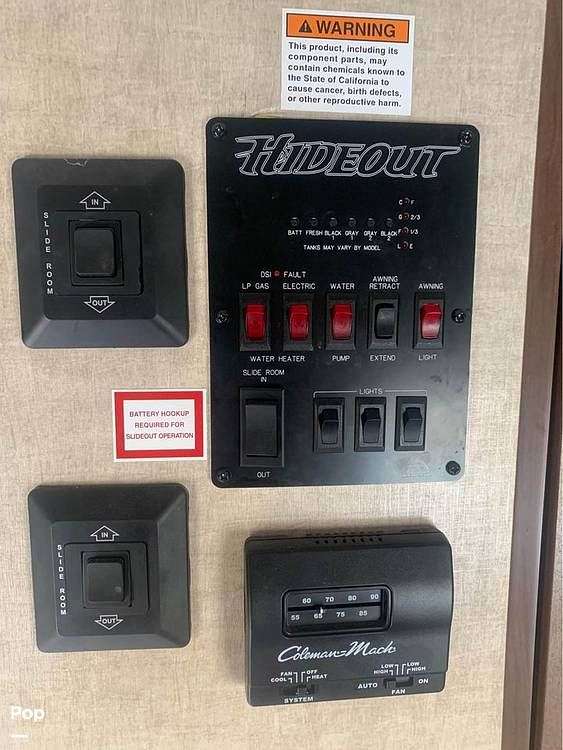 WARNING
This product, including its
component parts, may
contain chemicals known to
the State of California to
cause cancer, birth defects,
or other reproductive harm.
HIDEOUT
C F
G 2/3
F 1/3
L E
BATT FRESH BLACK GRAY 1 GRAY 2 BLACK 2
TANKS MAY VARY BY MODEL
DSI FAULT
LP GAS ELECTRIC WATER AWNING RETRACT AWNING
WATER HEATER PUMP EXTEND LIGHT
SLIDE ROOM
IN
LIGHTS
OUT
IN
SLIDE ROOM
OUT
BATTERY HOOKUP
REQUIRED FOR
SLIDEOUT OPERATION
IN
SLIDE ROOM
OUT
60 70 80 90
55 65 75 85
Coleman-Mach
FAN OFF
COOL HEAT
SYSTEM
LOW LOW
HIGH HIGH
AUTO ON
FAN
Pop